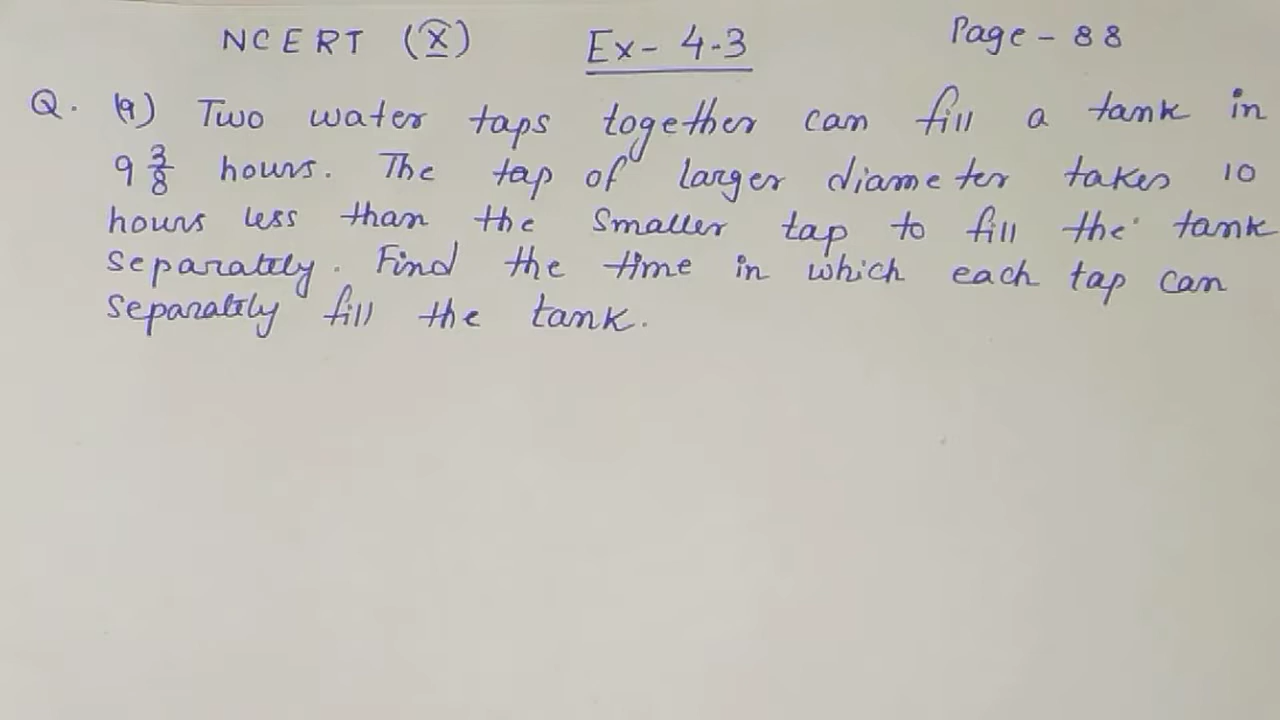 NCERT (X) Ex- 4.3 Page - 88
Q. (9) Two water taps together can fill a tank in
9 3/8 hours. The tap of larger diameter takes 10
hours less than the smaller tap to fill the tank
separately. Find the time in which each tap can
separately fill the tank.